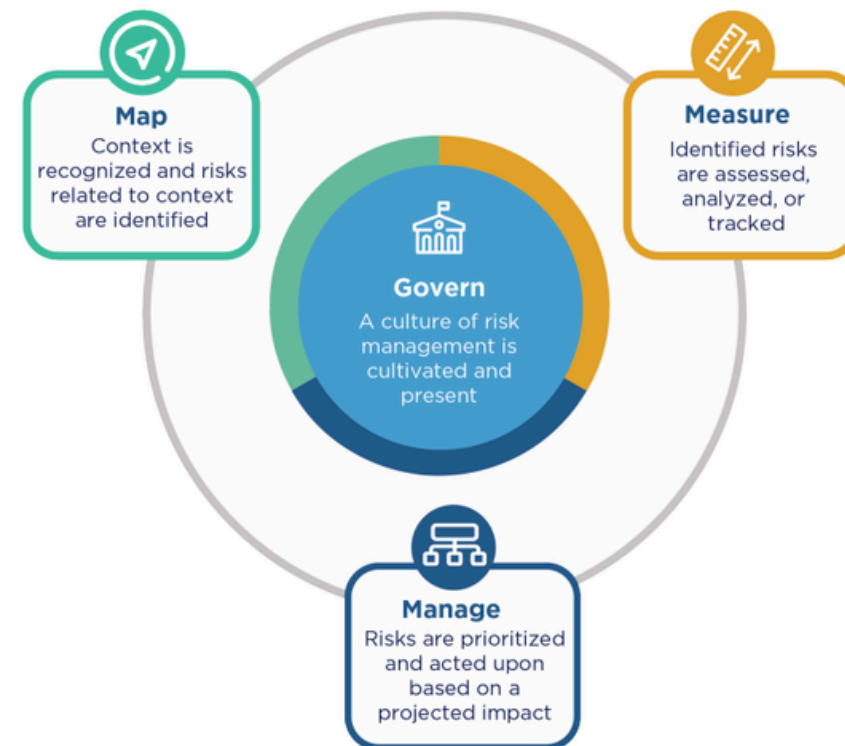 Map
Context is
recognized and risks
related to context
are identified
Measure
Identified risks
are assessed,
analyzed, or
tracked
Govern
A culture of risk
management is
cultivated and
present
Manage
Risks are prioritized
and acted upon
based on a
projected impact